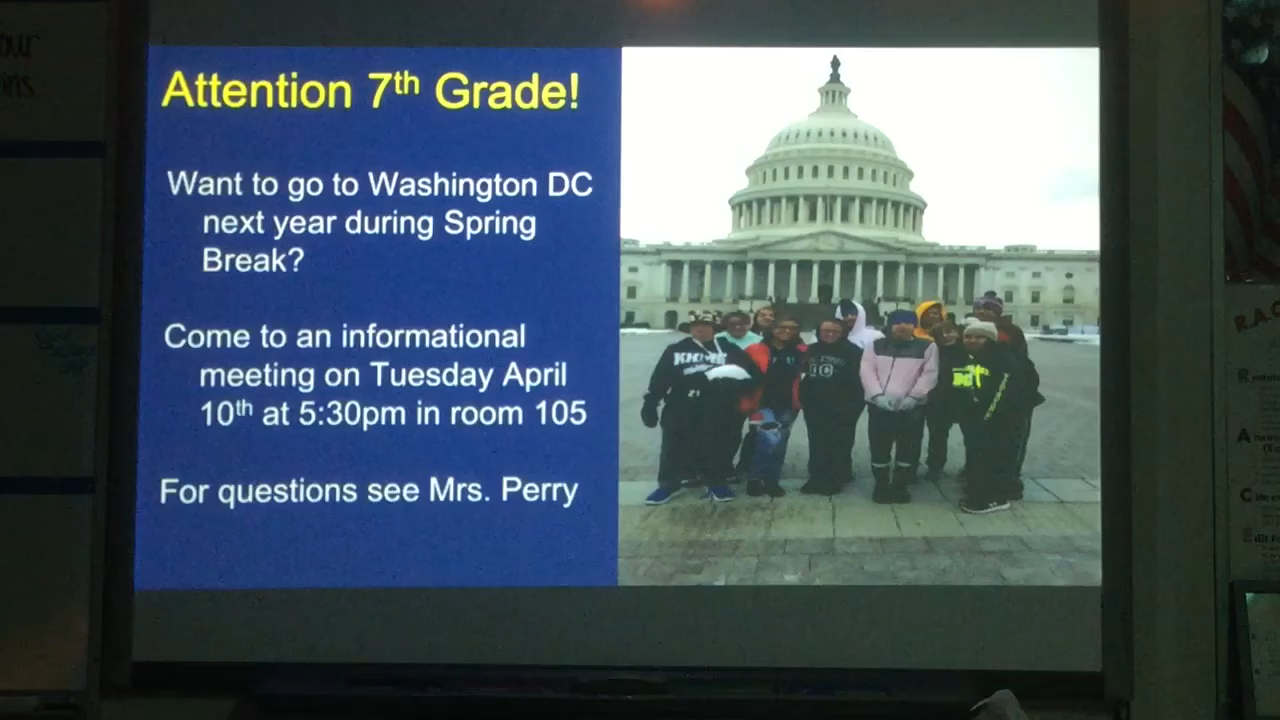 Attention 7th Grade!
Want to go to Washington DC
next year during Spring
Break?
Come to an informational
meeting on Tuesday April
10th at 5:30pm in room 105
For questions see Mrs. Perry
DC
R.A.C